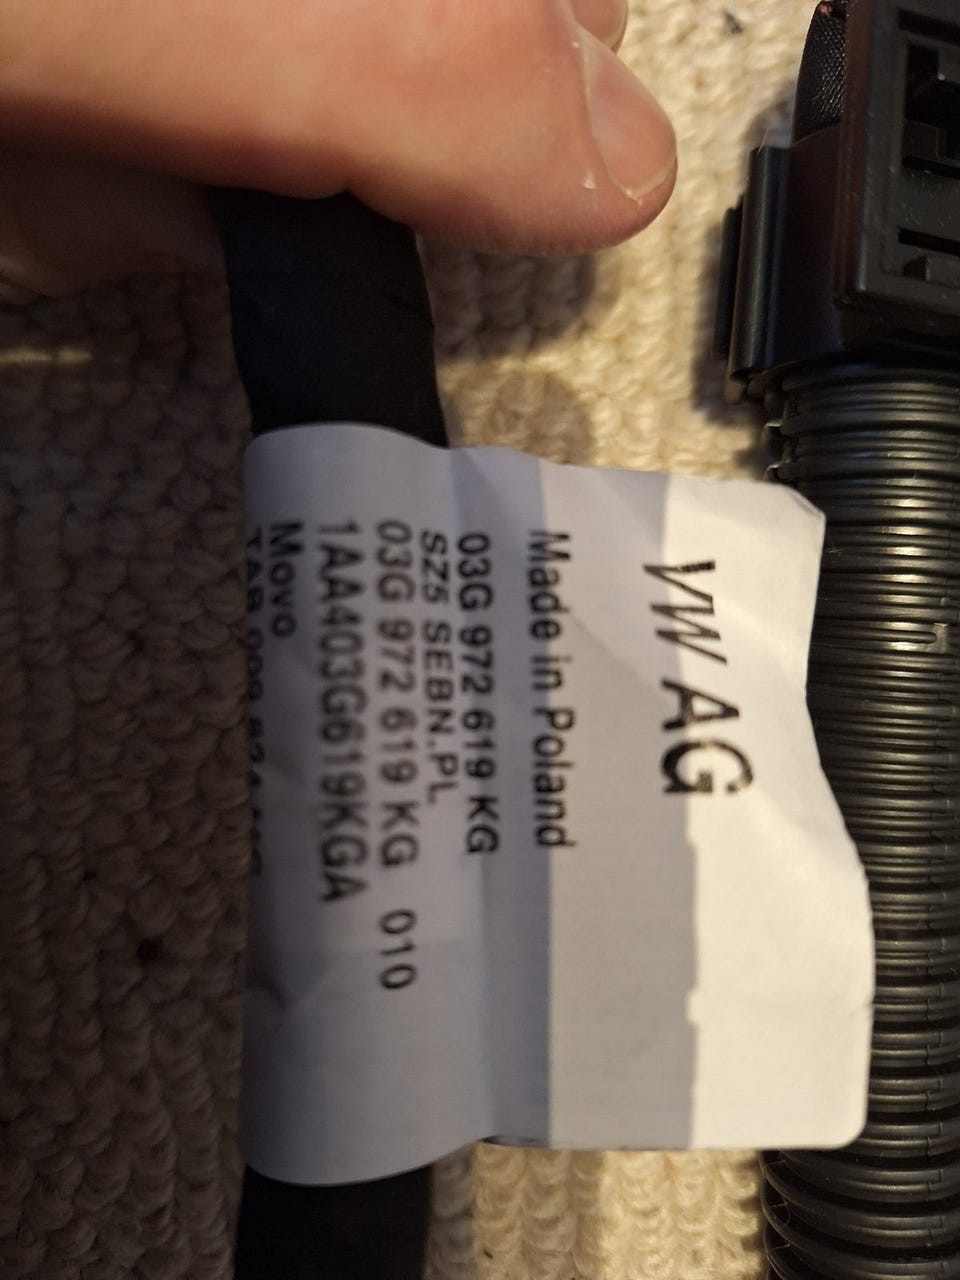 VW AG
Made in Poland
03G 972 619 KG
SZ5 SEBN.PL
03G 972 619 KG 010
1AA403G619KGA
Movo
TAB